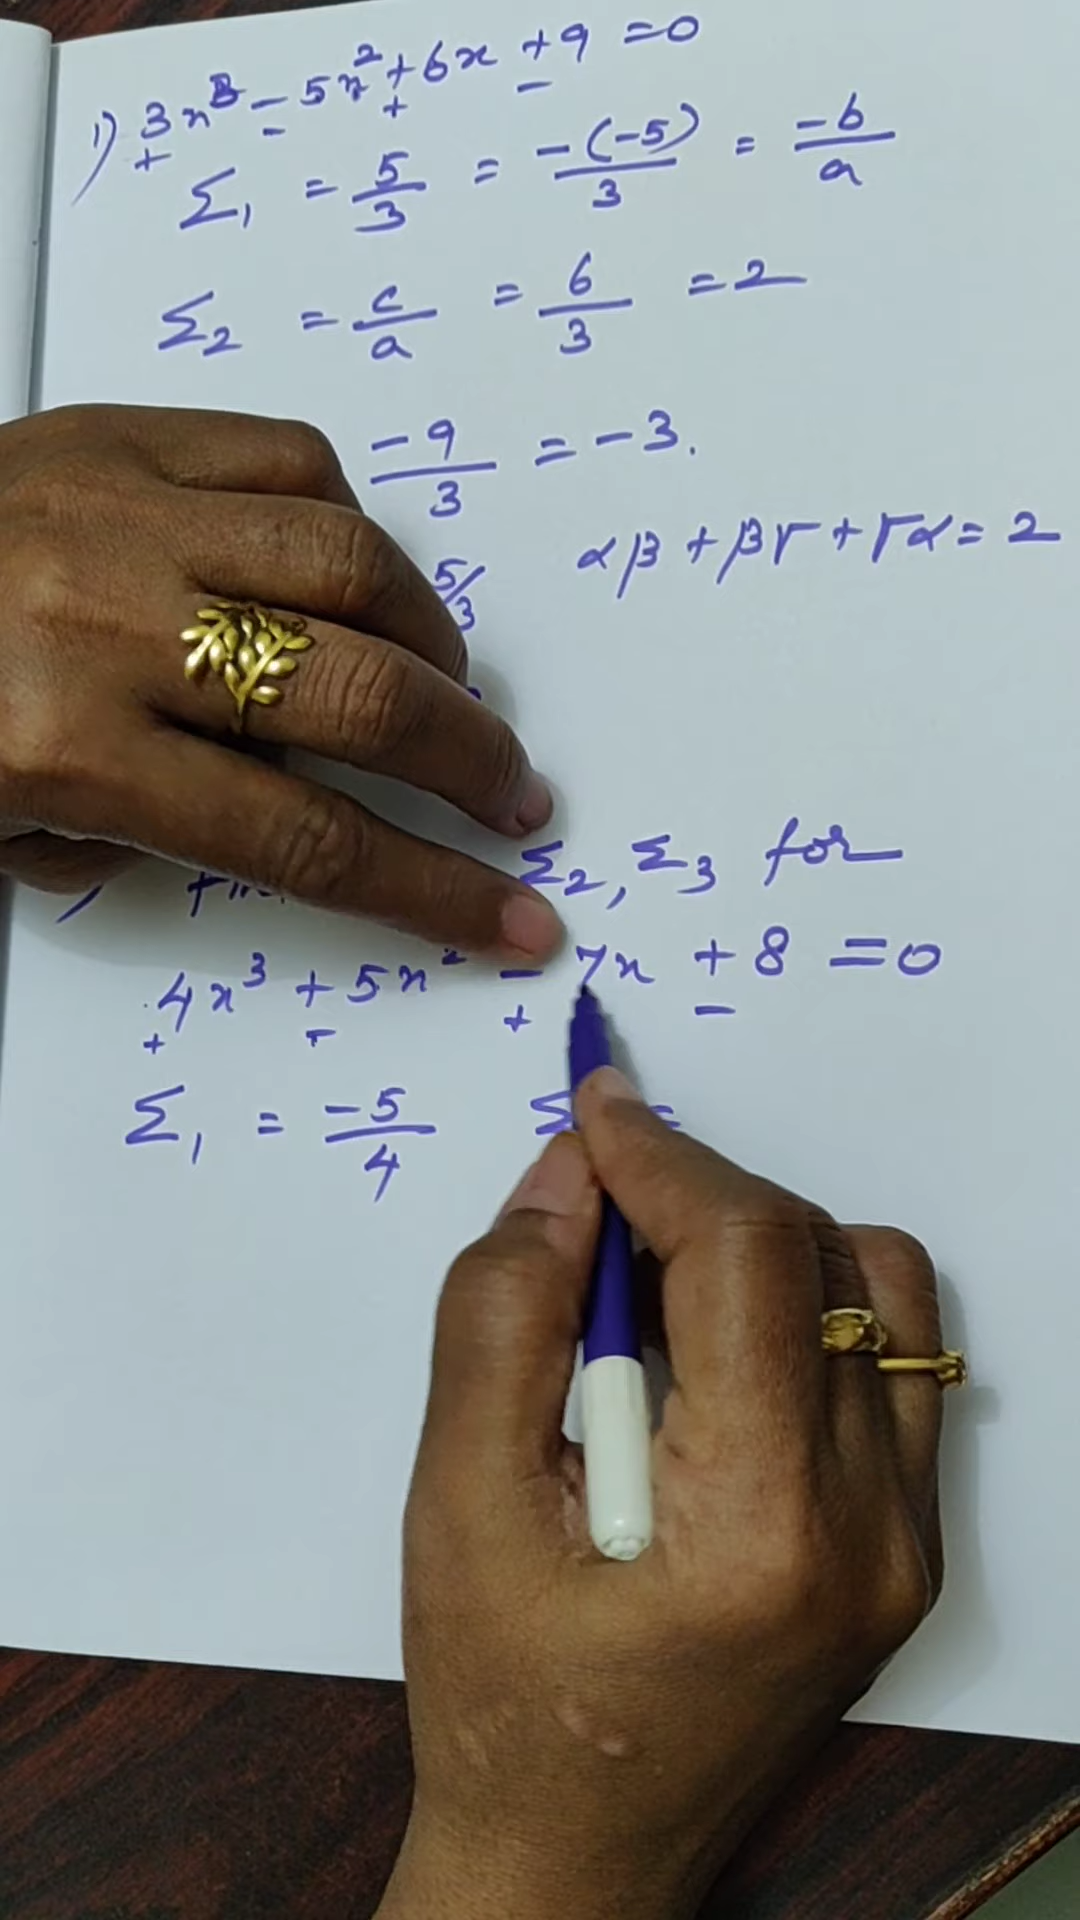 1) 3x³ - 5x² + 6x + 9 = 0
+ - + -
Σ₁ = 5/3 = -(-5)/3 = -b/a
Σ₂ = c/a = 6/3 = 2
-9/3 = -3.
5/3 αβ + βγ + γα = 2
Σ₂, Σ₃ for
4x³ + 5x² - 7x + 8 = 0
+ - + -
Σ₁ = -5/4 Σ =